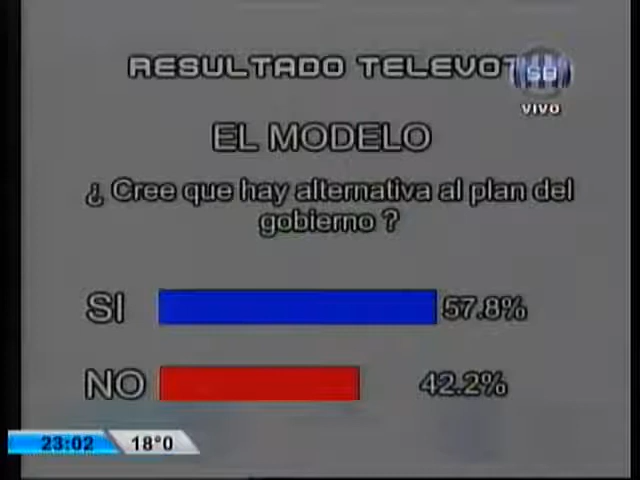 RESULTADO TELEVO
VIVO
EL MODELO
¿ Cree que hay alternativa al plan del
gobierno ?
SI 57.8%
NO 42.2%
23:02 18°0